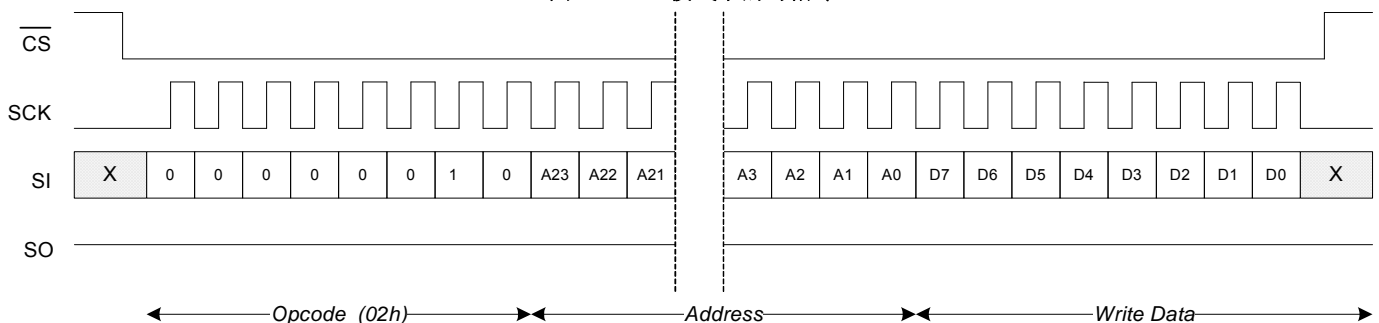 CS
SCK
SI X 0 0 0 0 0 0 1 0 A23 A22 A21 A3 A2 A1 A0 D7 D6 D5 D4 D3 D2 D1 D0 X
SO
Opcode (02h) Address Write Data